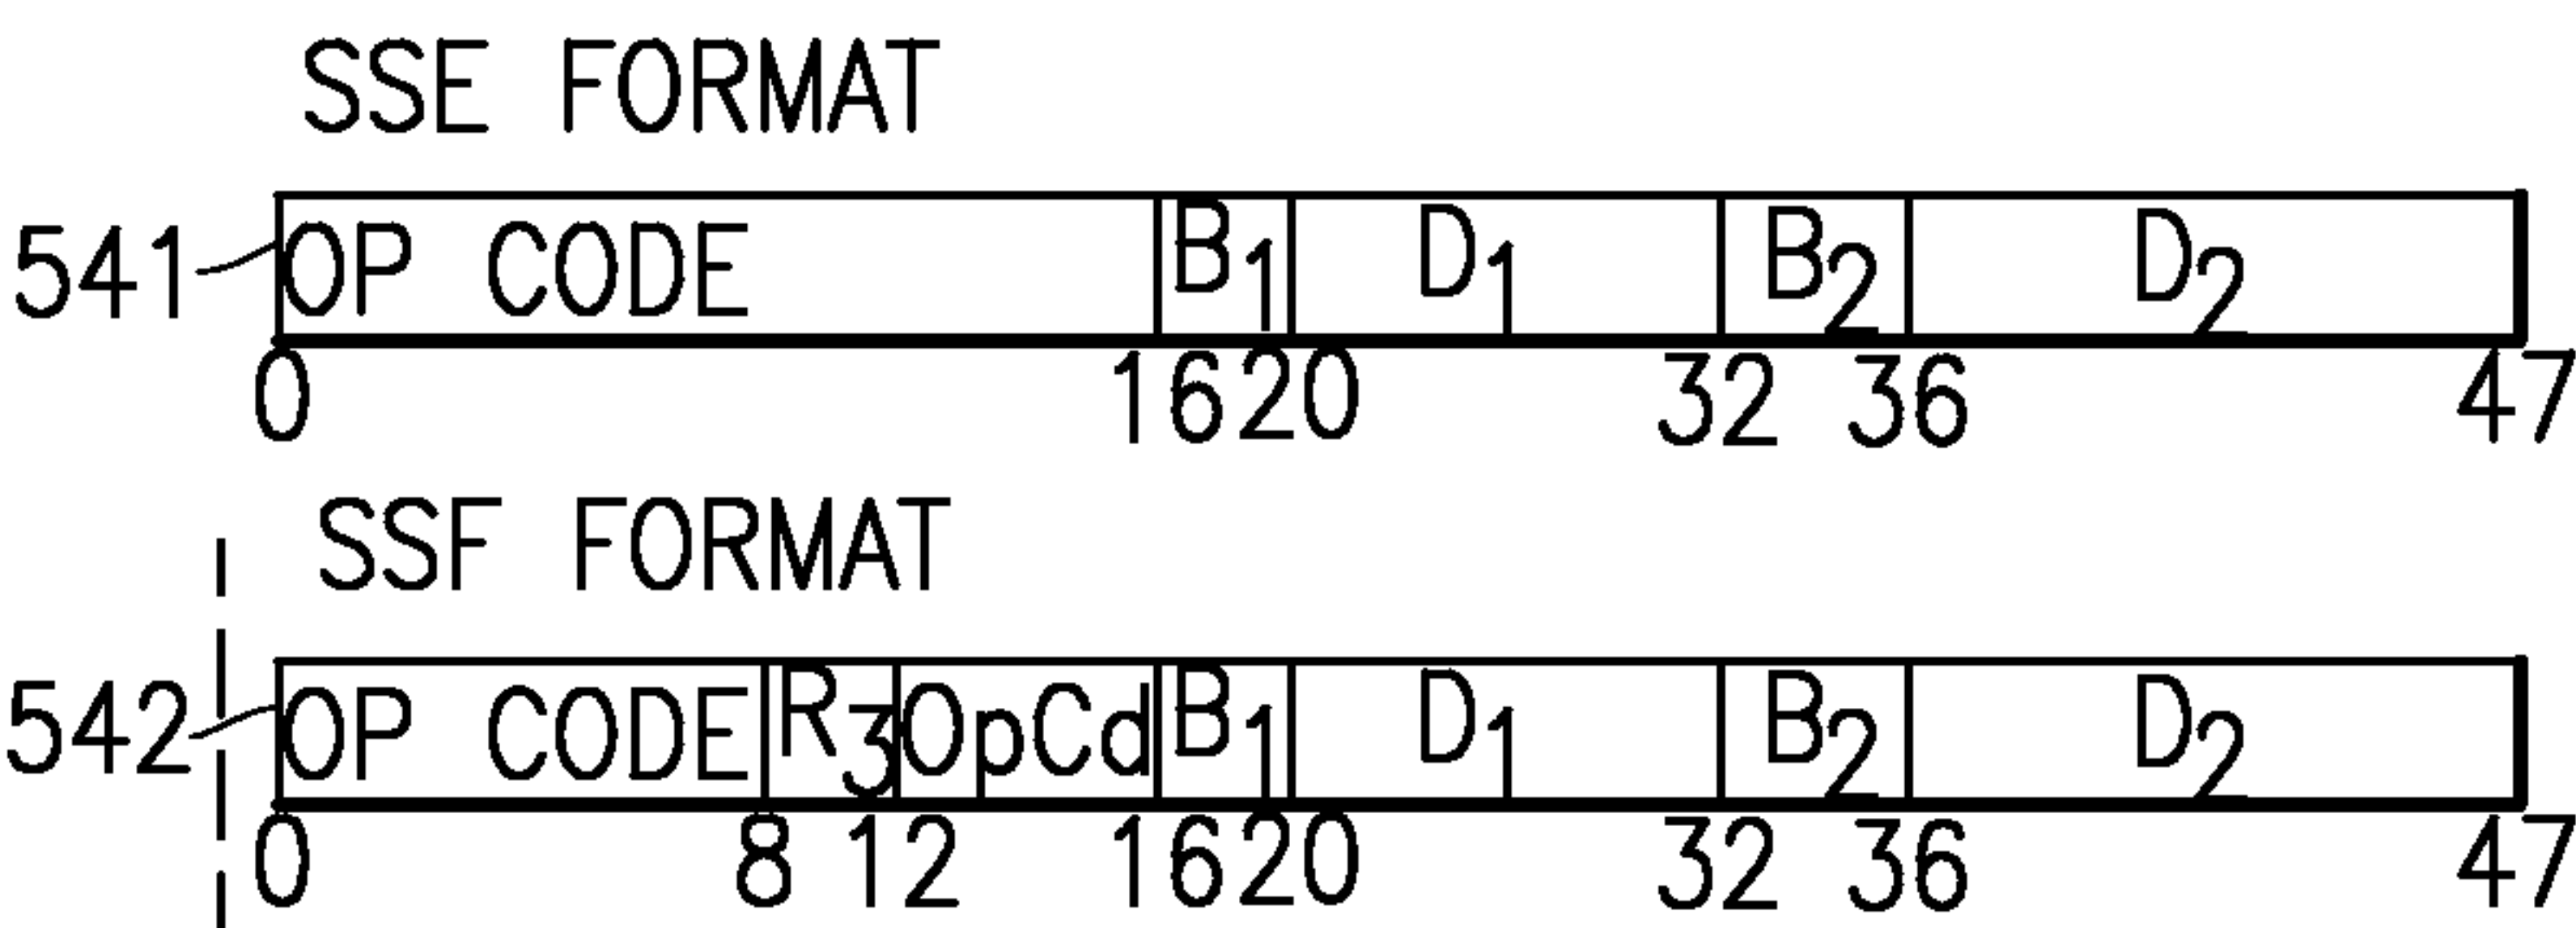 SSE FORMAT
541 OP CODE B1 D1 B2 D2
0 16 20 32 36 47
SSF FORMAT
542 OP CODE R3 OpCd B1 D1 B2 D2
0 8 12 16 20 32 36 47